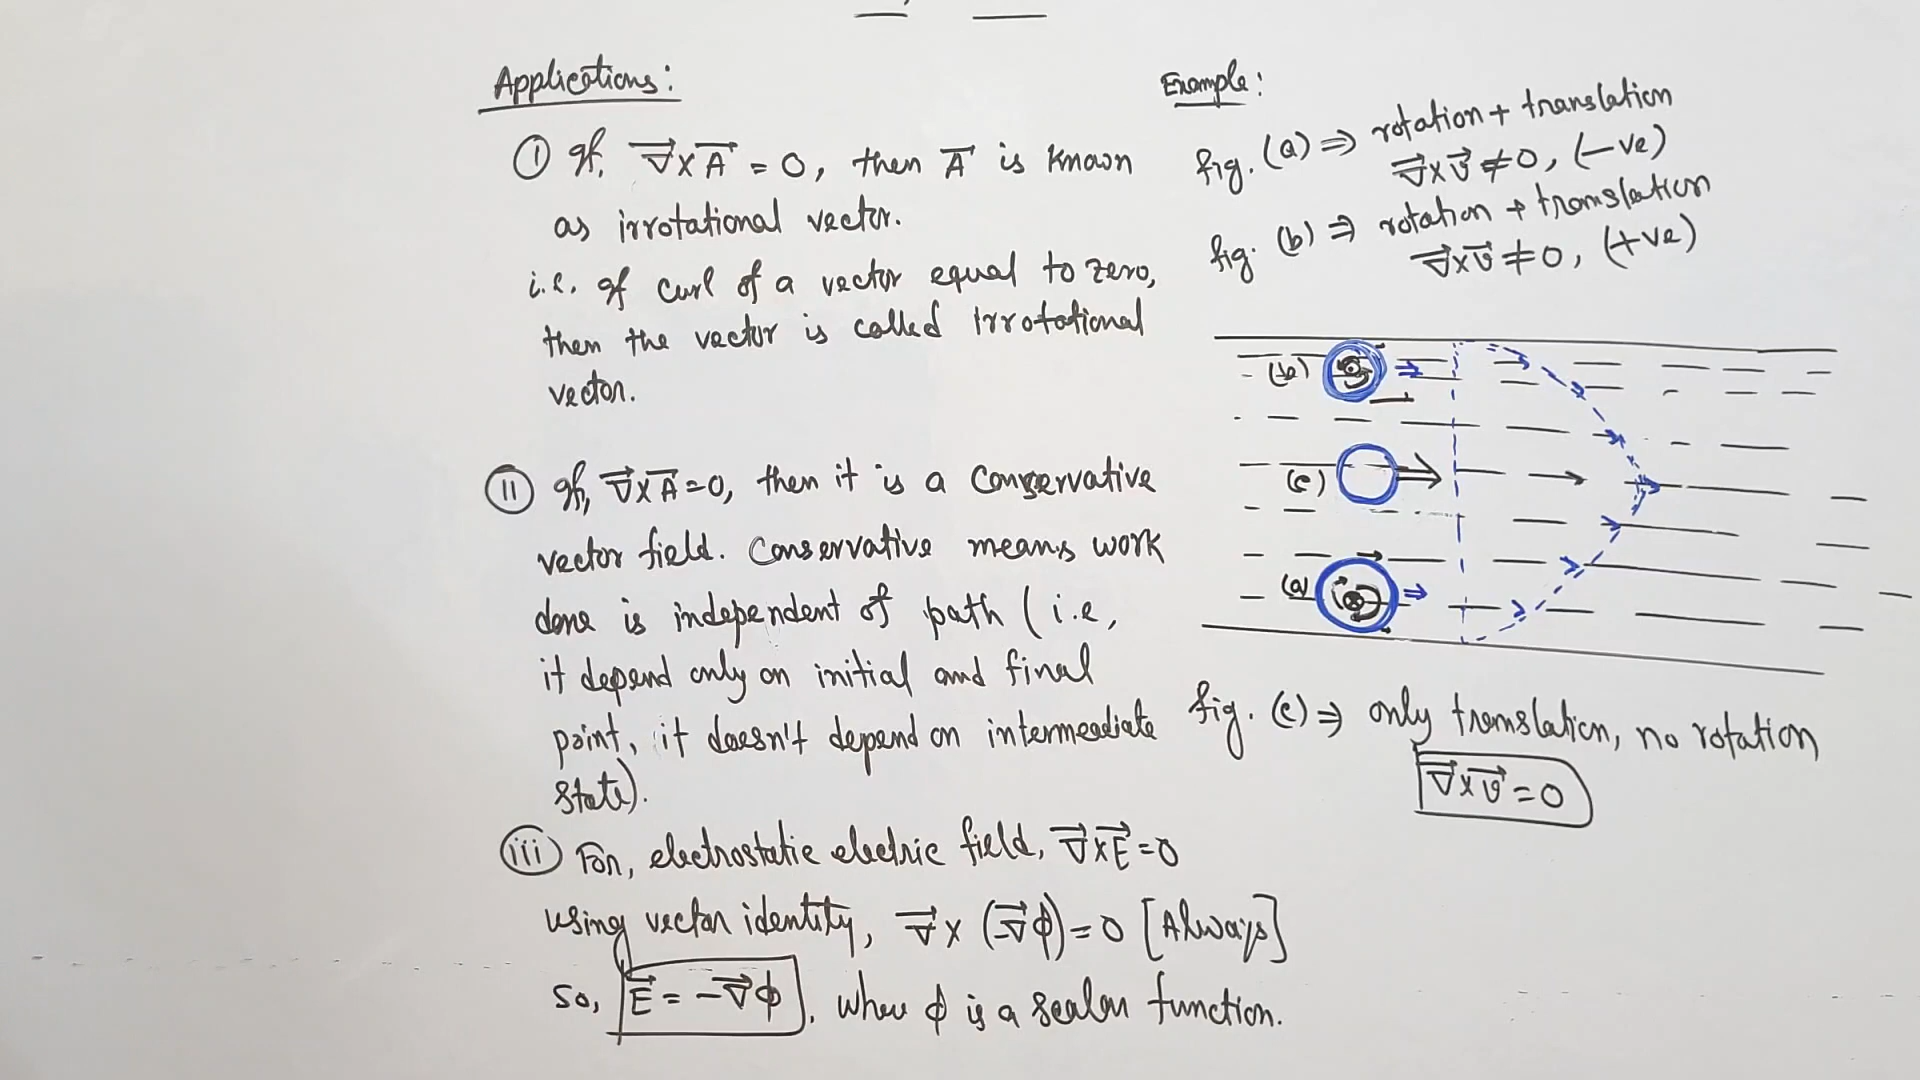 Applications:
① If, ∇⃗×A⃗ = 0, then A⃗ is known
as irrotational vector.
i.e. if curl of a vector equal to zero,
then the vector is called irrotational
vector.
(ii) If, ∇⃗×A⃗=0, then it is a conservative
vector field. Conservative means work
done is independent of path (i.e,
it depend only on initial and final
point, it doesn't depend on intermeadiate
state).
(iii) For, electrostatic electric field, ∇⃗×E⃗=0
using vector identity, ∇⃗× (-∇⃗ϕ)=0 [Always]
so, E⃗ = -∇⃗ϕ, where ϕ is a scalar function.
Example:
fig. (a) ⇒ rotation + translation
∇⃗×v⃗ ≠0, (-ve)
fig. (b) ⇒ rotation + translation
∇⃗×v⃗ ≠0, (+ve)
(b)
(c)
(a)
fig. (c) ⇒ only translation, no rotation
∇⃗×v⃗ =0